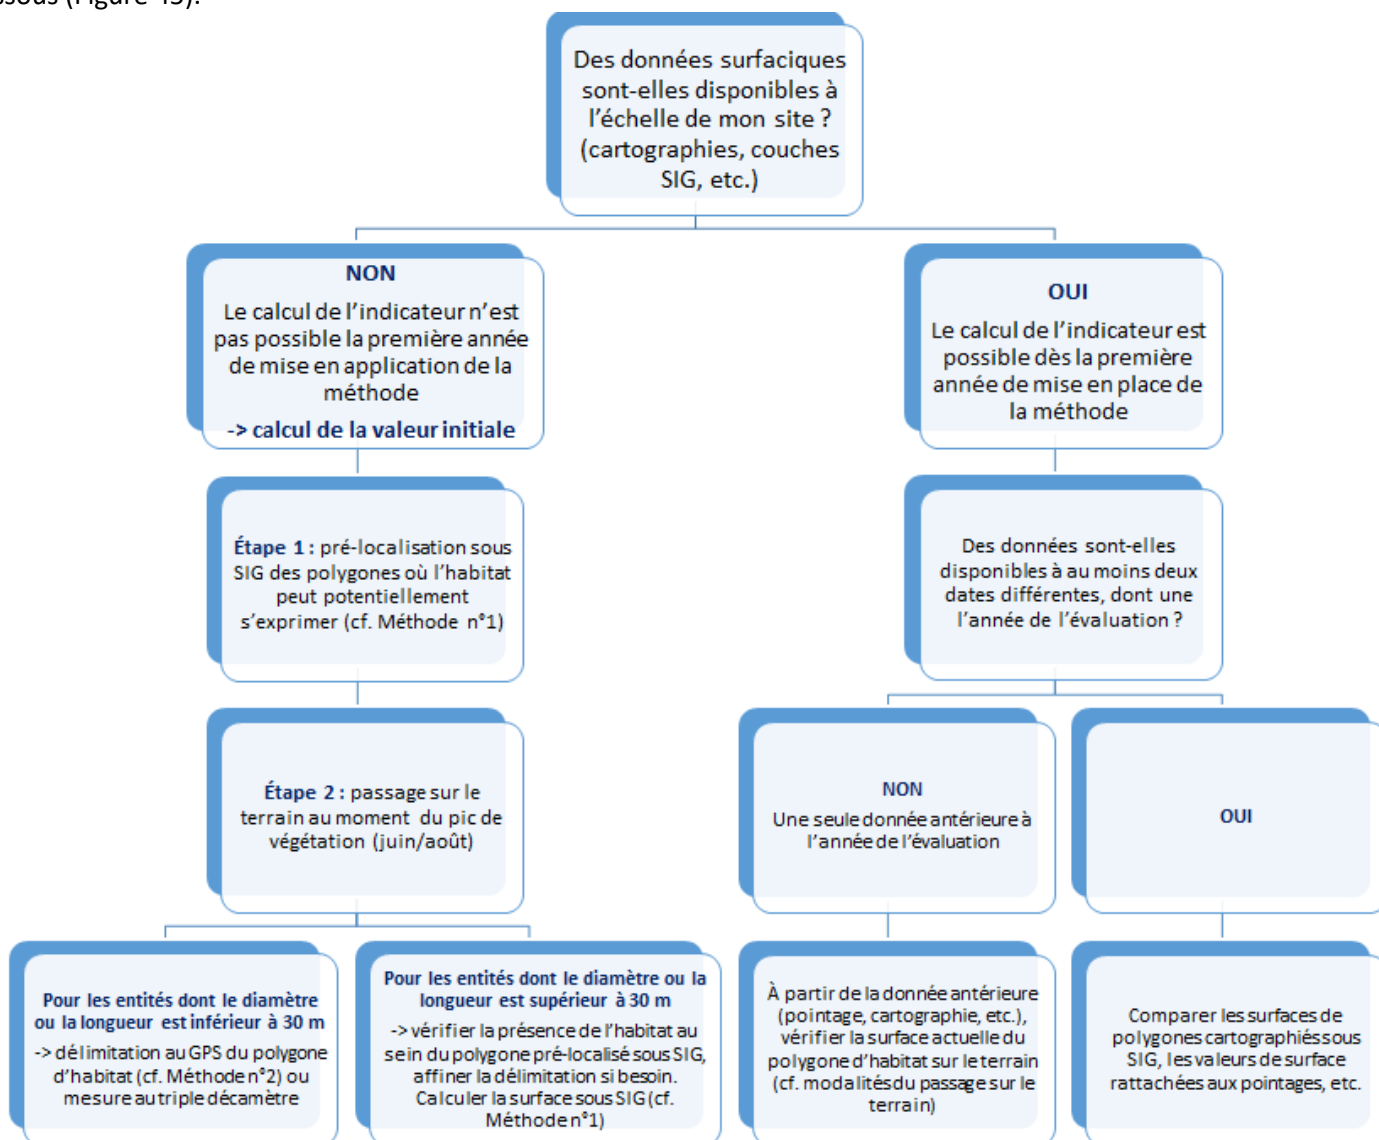 ssous (Figure 45).
Des données surfaciques
sont-elles disponibles à
l'échelle de mon site ?
(cartographies, couches
SIG, etc.)
NON
Le calcul de l'indicateur n'est
pas possible la première année
de mise en application de la
méthode
-> calcul de la valeur initiale
OUI
Le calcul de l'indicateur est
possible dès la première
année de mise en place de
la méthode
Étape 1 : pré-localisation sous
SIG des polygones où l'habitat
peut potentiellement
s'exprimer (cf. Méthode n°1)
Des données sont-elles
disponibles à au moins deux
dates différentes, dont une
l'année de l'évaluation ?
Étape 2 : passage sur le
terrain au moment du pic de
végétation (juin/août)
NON
Une seule donnée antérieure à
l'année de l'évaluation
OUI
Pour les entités dont le diamètre
ou la longueur est inférieur à 30 m
-> délimitation au GPS du polygone
d'habitat (cf. Méthode n°2) ou
mesure au triple décamètre
Pour les entités dont le diamètre ou la
longueur est supérieur à 30 m
-> vérifier la présence de l'habitat au
sein du polygone pré-localisé sous SIG,
affiner la délimitation si besoin.
Calculer la surface sous SIG (cf.
Méthode n°1)
À partir de la donnée antérieure
(pointage, cartographie, etc.),
vérifier la surface actuelle du
polygone d'habitat sur le terrain
(cf. modalités du passage sur le
terrain)
Comparer les surfaces de
polygones cartographiés sous
SIG, les valeurs de surface
rattachées aux pointages, etc.